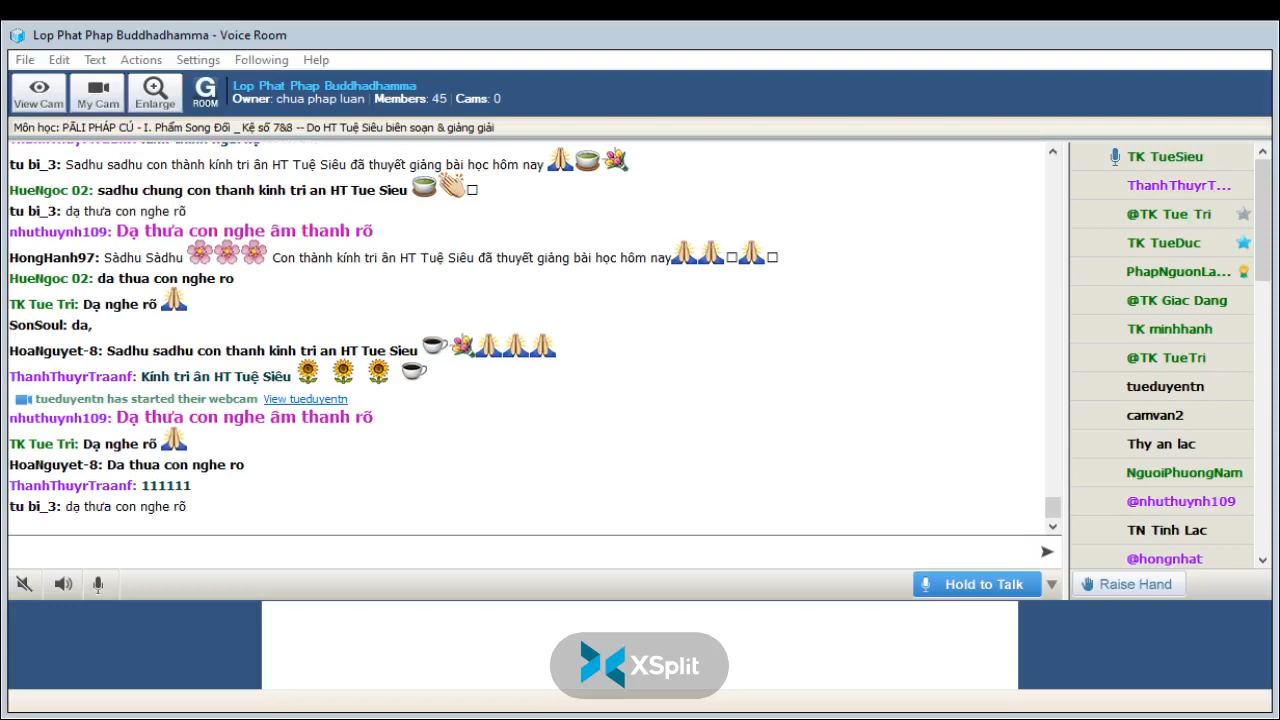 Lop Phat Phap Buddhadhamma - Voice Room
File Edit Text Actions Settings Following Help
View Cam My Cam Enlarge G ROOM
Lop Phat Phap Buddhadhamma
Owner: chua phap luan | Members: 45 | Cams: 0
Môn học: PĀLI PHÁP CÚ - I. Phẩm Song Đối _ Kệ số 7&8 -- Do HT Tuệ Siêu biên soạn & giảng giải
tu bi_3: Sadhu sadhu con thành kính tri ân HT Tuệ Siêu đã thuyết giảng bài học hôm nay
HueNgoc 02: sadhu chung con thanh kinh tri an HT Tue Sieu
tu bi_3: dạ thưa con nghe rõ
nhuthuynh109: Dạ thưa con nghe âm thanh rõ
HongHanh97: Sàdhu Sàdhu Con thành kính tri ân HT Tuệ Siêu đã thuyết giảng bài học hôm nay
HueNgoc 02: da thua con nghe ro
TK Tue Tri: Dạ nghe rõ
SonSoul: da,
HoaNguyet-8: Sadhu sadhu con thanh kinh tri an HT Tue Sieu
ThanhThuyrTraanf: Kính tri ân HT Tuệ Siêu
tueduyentn has started their webcam View tueduyentn
nhuthuynh109: Dạ thưa con nghe âm thanh rõ
TK Tue Tri: Dạ nghe rõ
HoaNguyet-8: Da thua con nghe ro
ThanhThuyrTraanf: 111111
tu bi_3: dạ thưa con nghe rõ
Hold to Talk
TK TueSieu
ThanhThuyrT...
@TK Tue Tri
TK TueDuc
PhapNguonLa...
@TK Giac Dang
TK minhhanh
@TK TueTri
tueduyentn
camvan2
Thy an lac
NguoiPhuongNam
@nhuthuynh109
TN Tinh Lac
@hongnhat
Raise Hand
XSplit